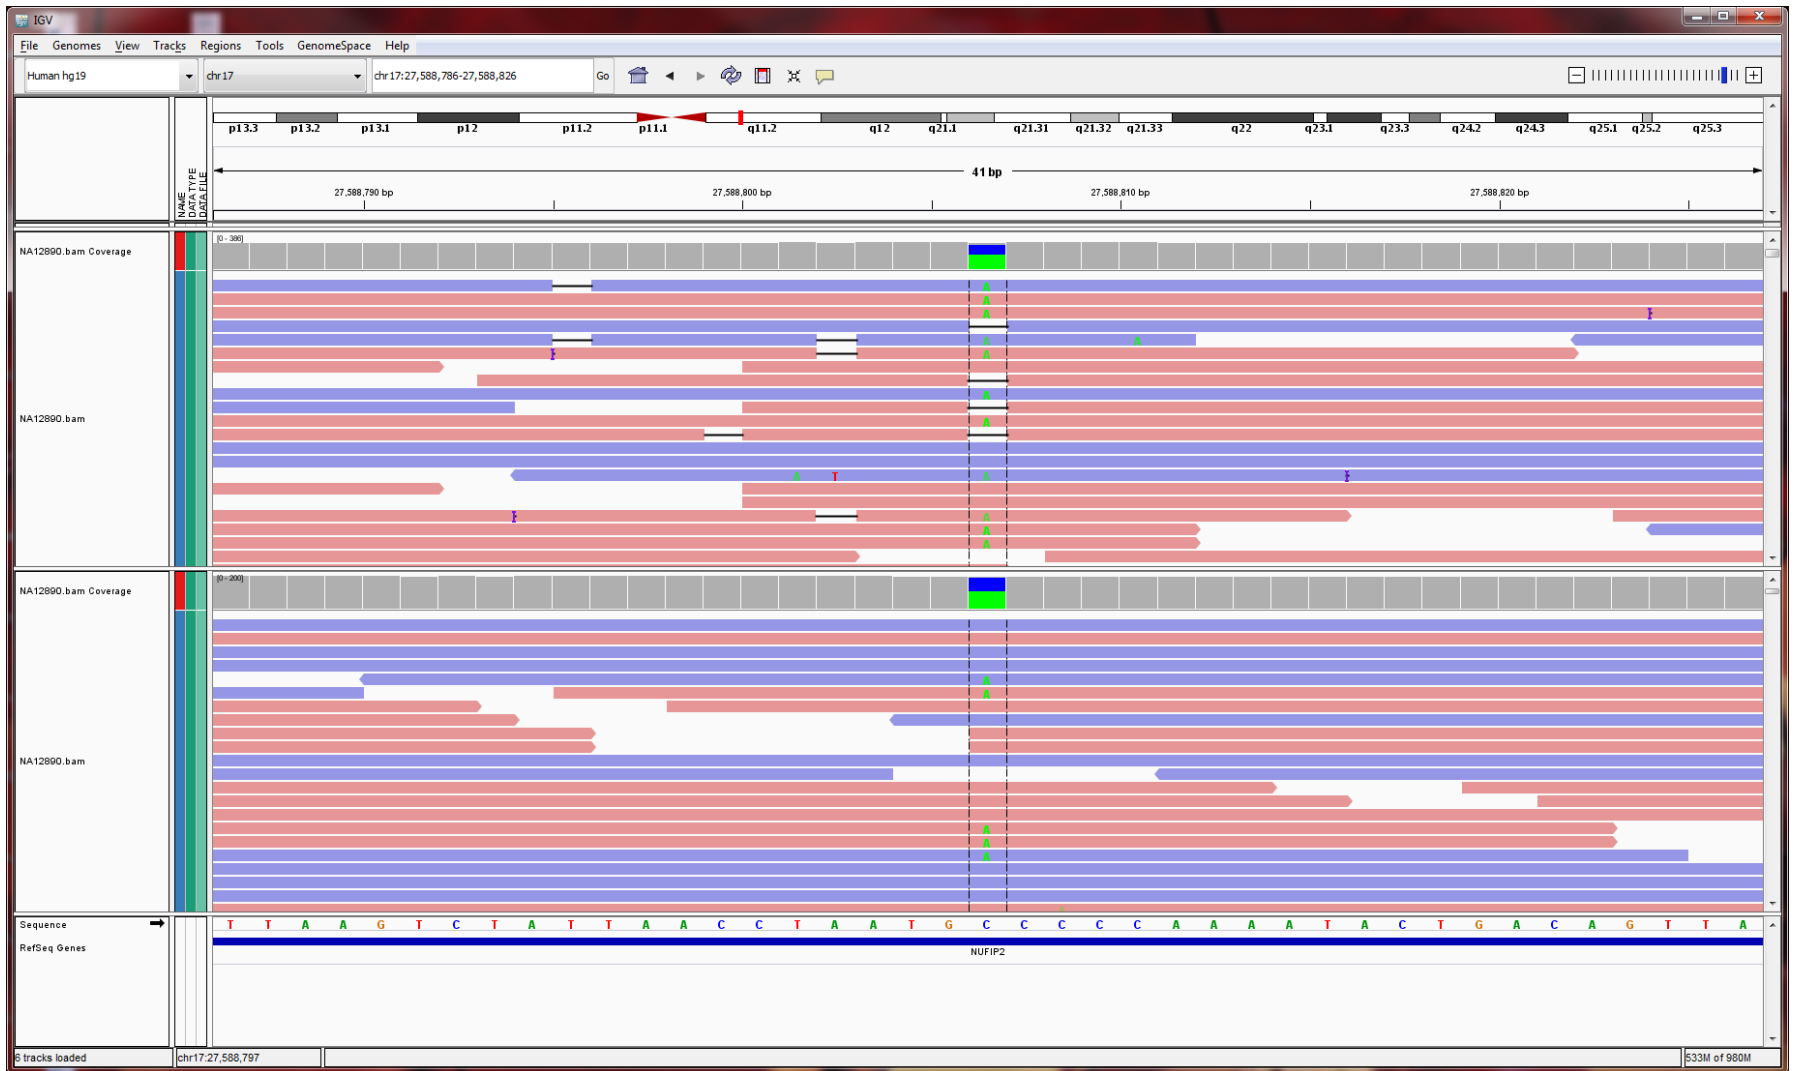 IGV
File Genomes View Tracks Regions Tools GenomeSpace Help
Human hg19 chr17 chr17:27,588,786-27,588,826 Go
NAME
DATA TYPE
DATA FILE
p13.3 p13.2 p13.1 p12 p11.2 p11.1 q11.2 q12 q21.1 q21.31 q21.32 q21.33 q22 q23.1 q23.3 q24.2 q24.3 q25.1 q25.2 q25.3
41 bp
27,588,790 bp 27,588,800 bp 27,588,810 bp 27,588,820 bp
[0 - 386]
NA12890.bam Coverage
A
A
A
A A
A
A
NA12890.bam
A
A T A
A
A
A
[0 - 200]
NA12890.bam Coverage
A
A
NA12890.bam
A
A
A
Sequence T T A A G T C T A T T A A C C T A A T G C C C C C A A A A T A C T G A C A G T T A
RefSeq Genes
NUFIP2
6 tracks loaded chr17:27,588,797 533M of 980M